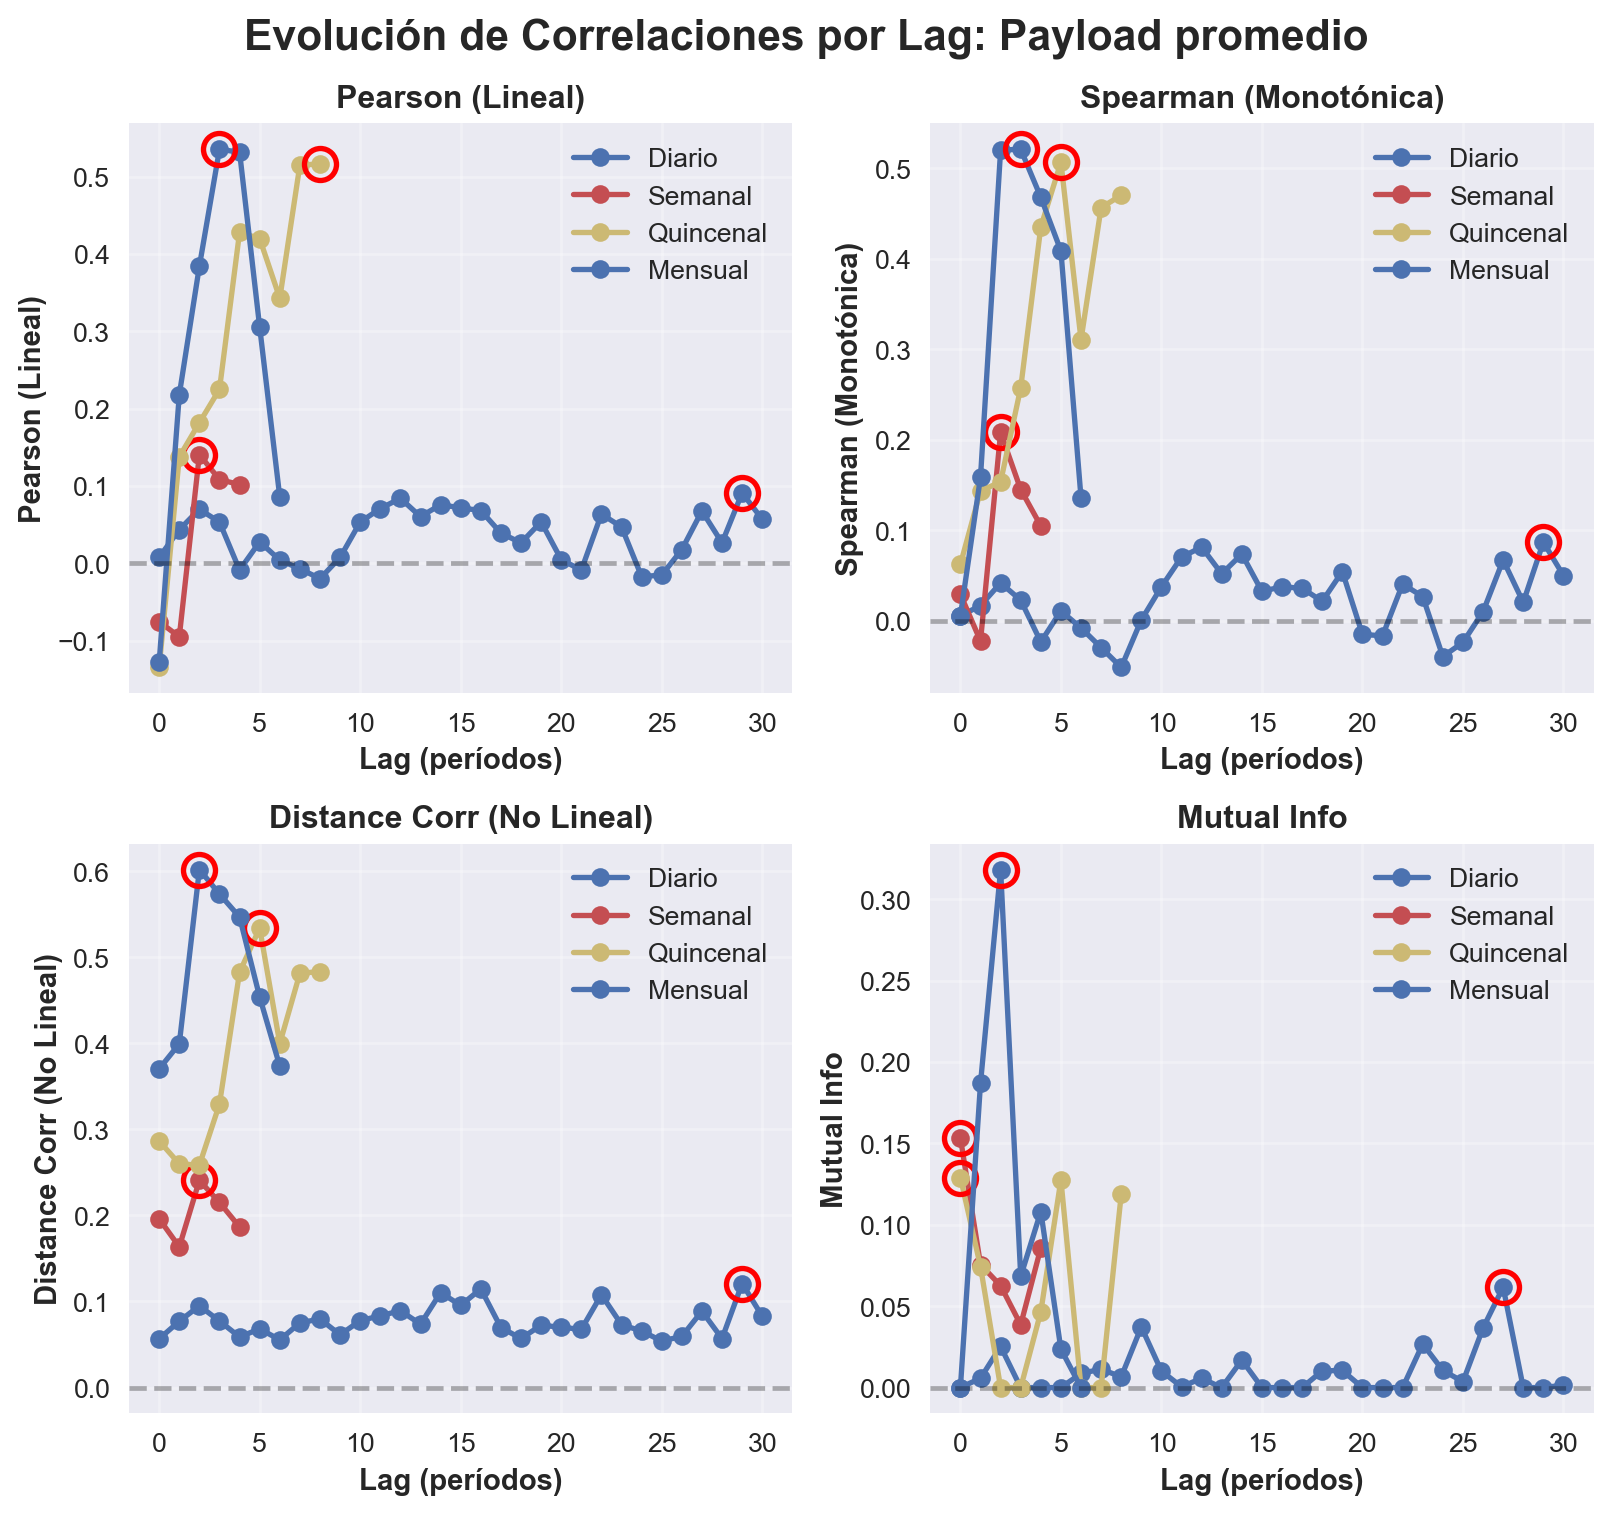 Evolución de Correlaciones por Lag: Payload promedio
Pearson (Lineal)
Pearson (Lineal)
0.5
0.4
0.3
0.2
0.1
0.0
−0.1
Diario
Semanal
Quincenal
Mensual
0 5 10 15 20 25 30
Lag (períodos)
Spearman (Monotónica)
Spearman (Monotónica)
0.5
0.4
0.3
0.2
0.1
0.0
Diario
Semanal
Quincenal
Mensual
0 5 10 15 20 25 30
Lag (períodos)
Distance Corr (No Lineal)
Distance Corr (No Lineal)
0.6
0.5
0.4
0.3
0.2
0.1
0.0
Diario
Semanal
Quincenal
Mensual
0 5 10 15 20 25 30
Lag (períodos)
Mutual Info
Mutual Info
0.30
0.25
0.20
0.15
0.10
0.05
0.00
Diario
Semanal
Quincenal
Mensual
0 5 10 15 20 25 30
Lag (períodos)